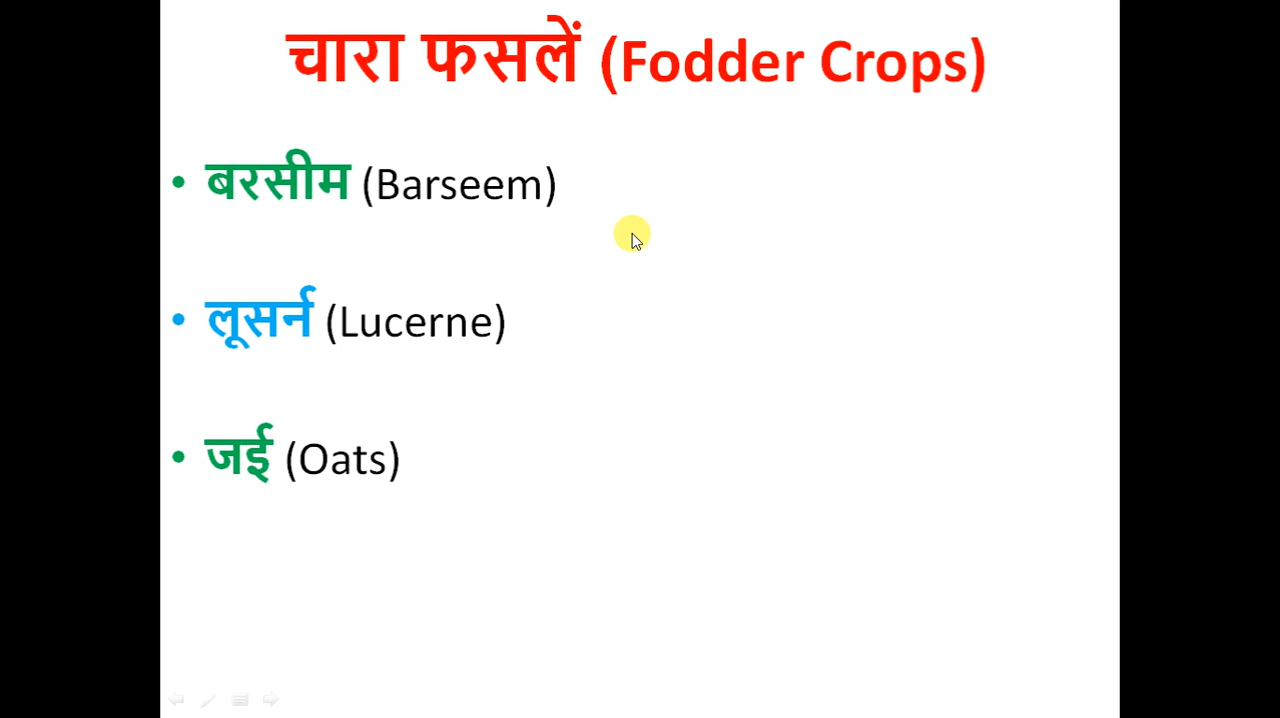 चारा फसलें (Fodder Crops)
• बरसीम (Barseem)
• लूसर्न (Lucerne)
• जई (Oats)